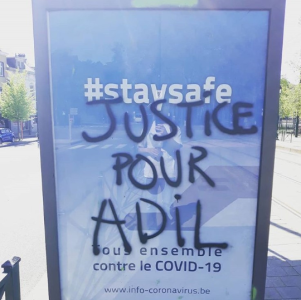 #staysafe
JUSTICE
POUR
ADIL
Tous ensemble
contre le COVID-19
www.info-coronavirus.be